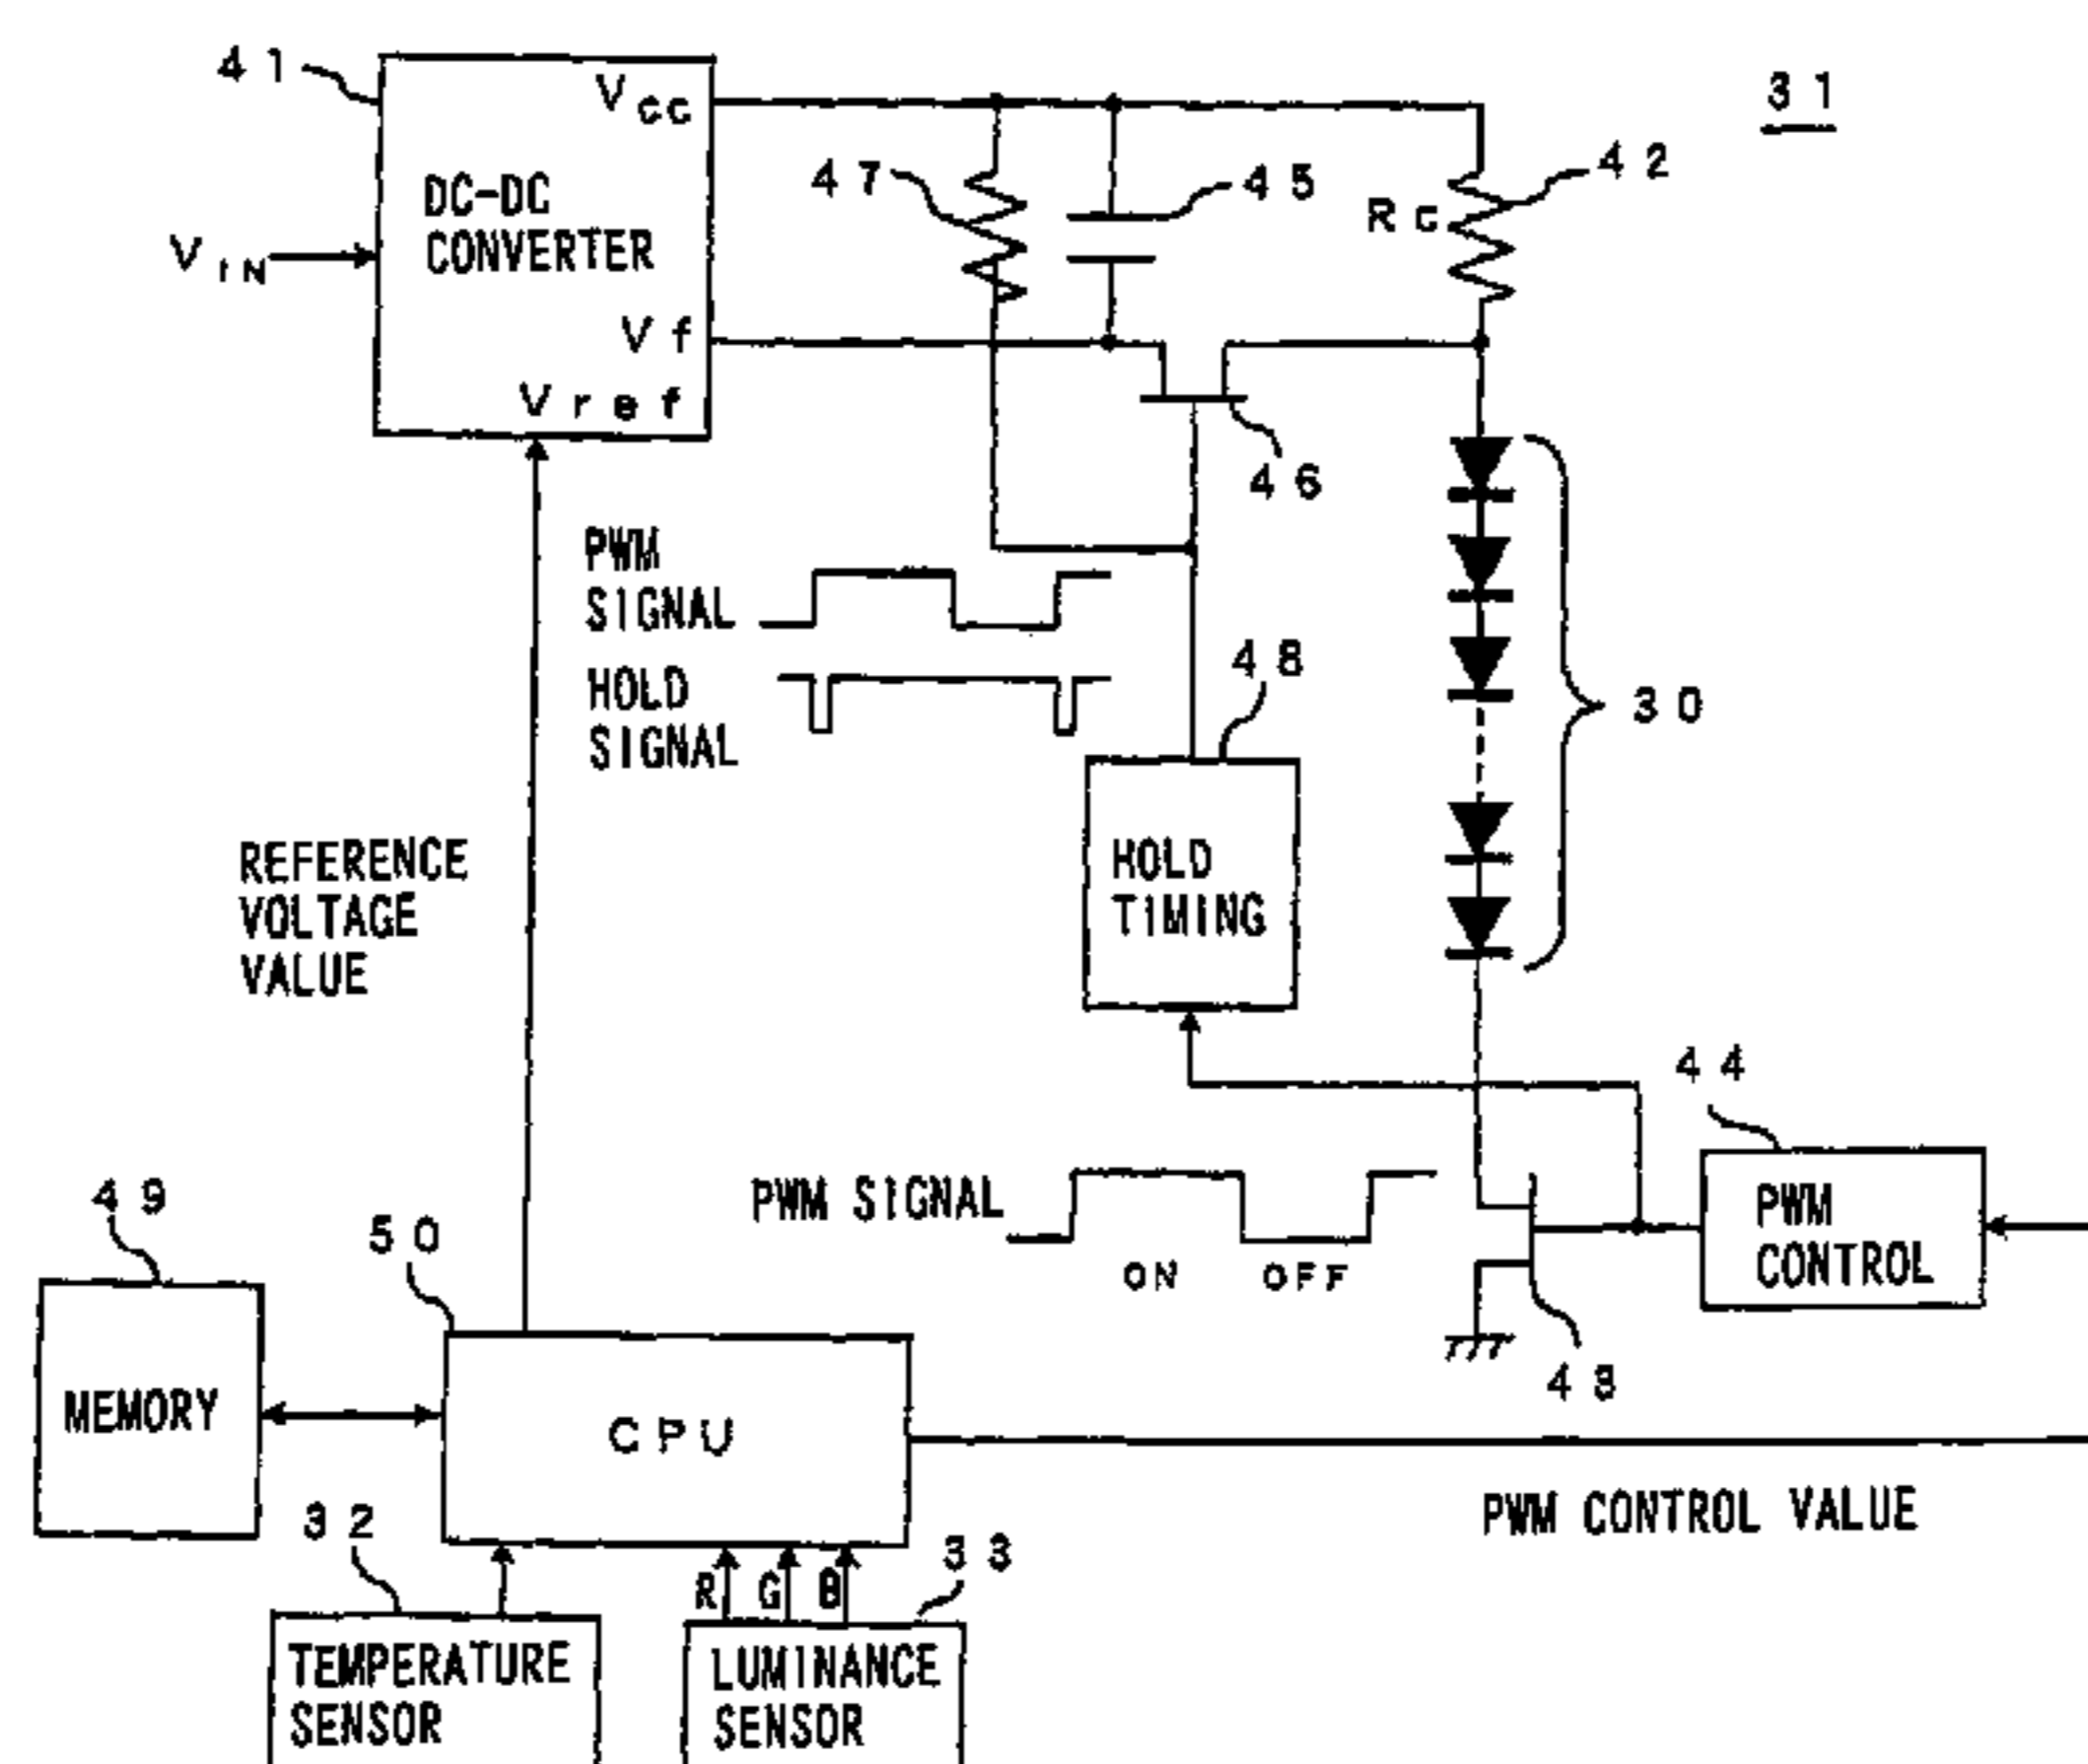 41
Vcc
31
47
45
42
Rc
DC-DC
CONVERTER
VIN
Vf
Vref
46
PWM
SIGNAL
HOLD
SIGNAL
48
30
REFERENCE
VOLTAGE
VALUE
HOLD
TIMING
44
PWM SIGNAL
ON OFF
PWM
CONTROL
43
49
50
MEMORY
CPU
PWM CONTROL VALUE
32
R G B
33
TEMPERATURE
SENSOR
LUMINANCE
SENSOR